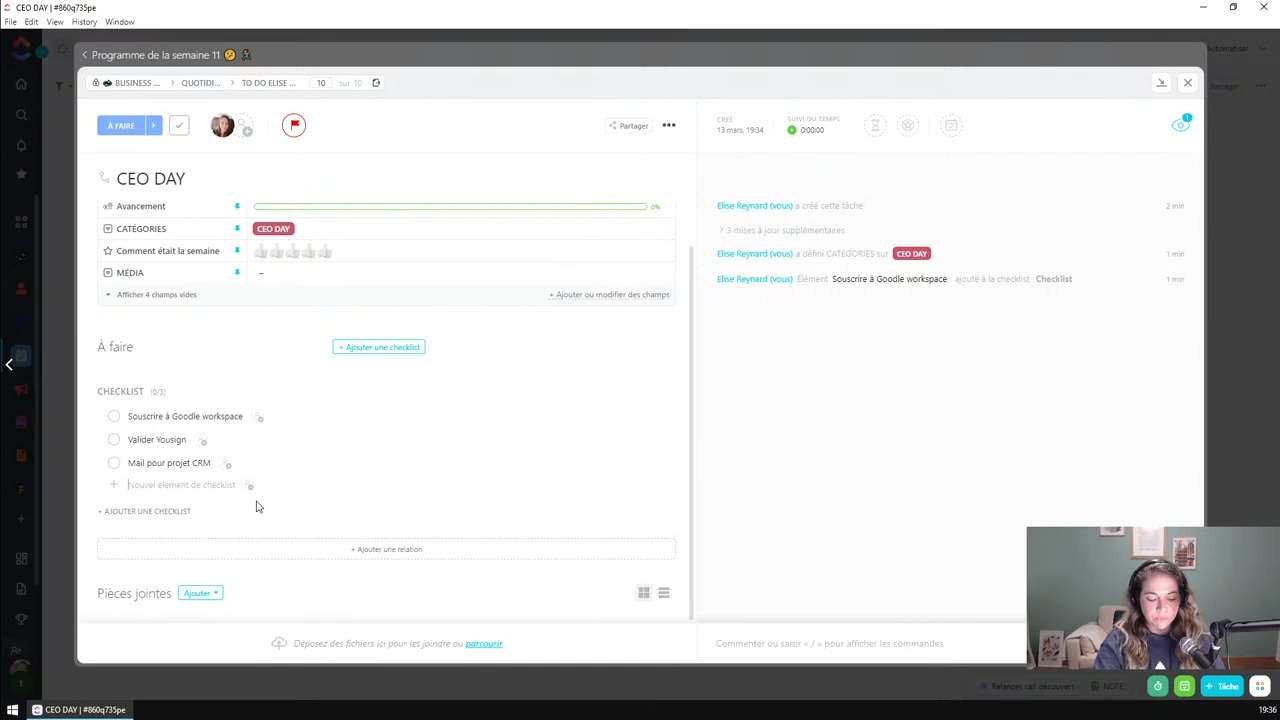 CEO DAY | #860q735pe
File Edit View History Window
Automatiser
Programme de la semaine 11
BUSINESS ... > QUOTIDI... > TO DO ELISE ... 10 sur 10
Partager
À FAIRE
Partager
CRÉÉ
13 mars, 19:34
SUIVI DU TEMPS
0:00:00
1
CEO DAY
Avancement 0%
CATÉGORIES CEO DAY
Comment était la semaine
MÉDIA –
Afficher 4 champs vides
+ Ajouter ou modifier des champs
Elise Reynard (vous) a créé cette tâche 2 min
3 mises à jour supplémentaires
Elise Reynard (vous) a défini CATÉGORIES sur CEO DAY 1 min
Elise Reynard (vous) Élément Souscrire à Goodle workspace ajouté à la checklist Checklist 1 min
À faire
+ Ajouter une checklist
CHECKLIST (0/3)
Souscrire à Goodle workspace
Valider Yousign
Mail pour projet CRM
Nouvel élément de checklist
+ AJOUTER UNE CHECKLIST
+ Ajouter une relation
Pièces jointes Ajouter
Déposez des fichiers ici pour les joindre ou parcourir
Commenter ou saisir « / » pour afficher les commandes
Relances call découvert
NOTE:
+ Tâche
CEO DAY | #860q735pe
19:36